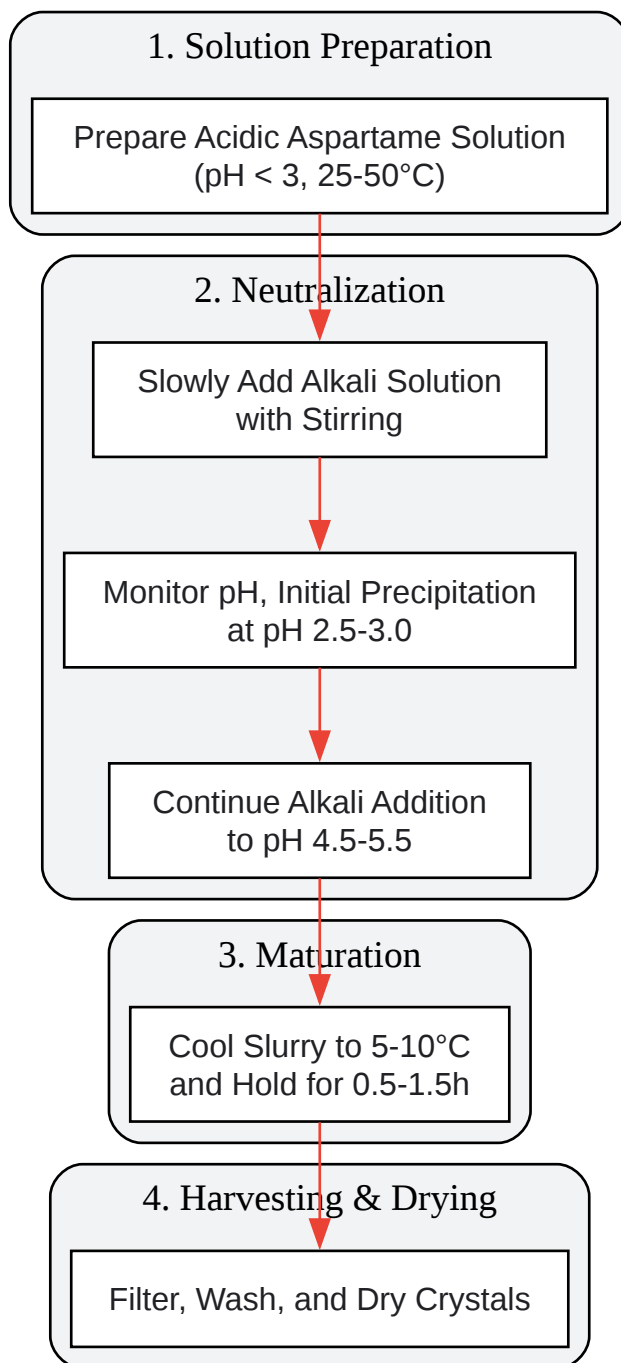 1. Solution Preparation
Prepare Acidic Aspartame Solution
(pH < 3, 25-50°C)
2. Neutralization
Slowly Add Alkali Solution
with Stirring
Monitor pH, Initial Precipitation
at pH 2.5-3.0
Continue Alkali Addition
to pH 4.5-5.5
3. Maturation
Cool Slurry to 5-10°C
and Hold for 0.5-1.5h
4. Harvesting & Drying
Filter, Wash, and Dry Crystals